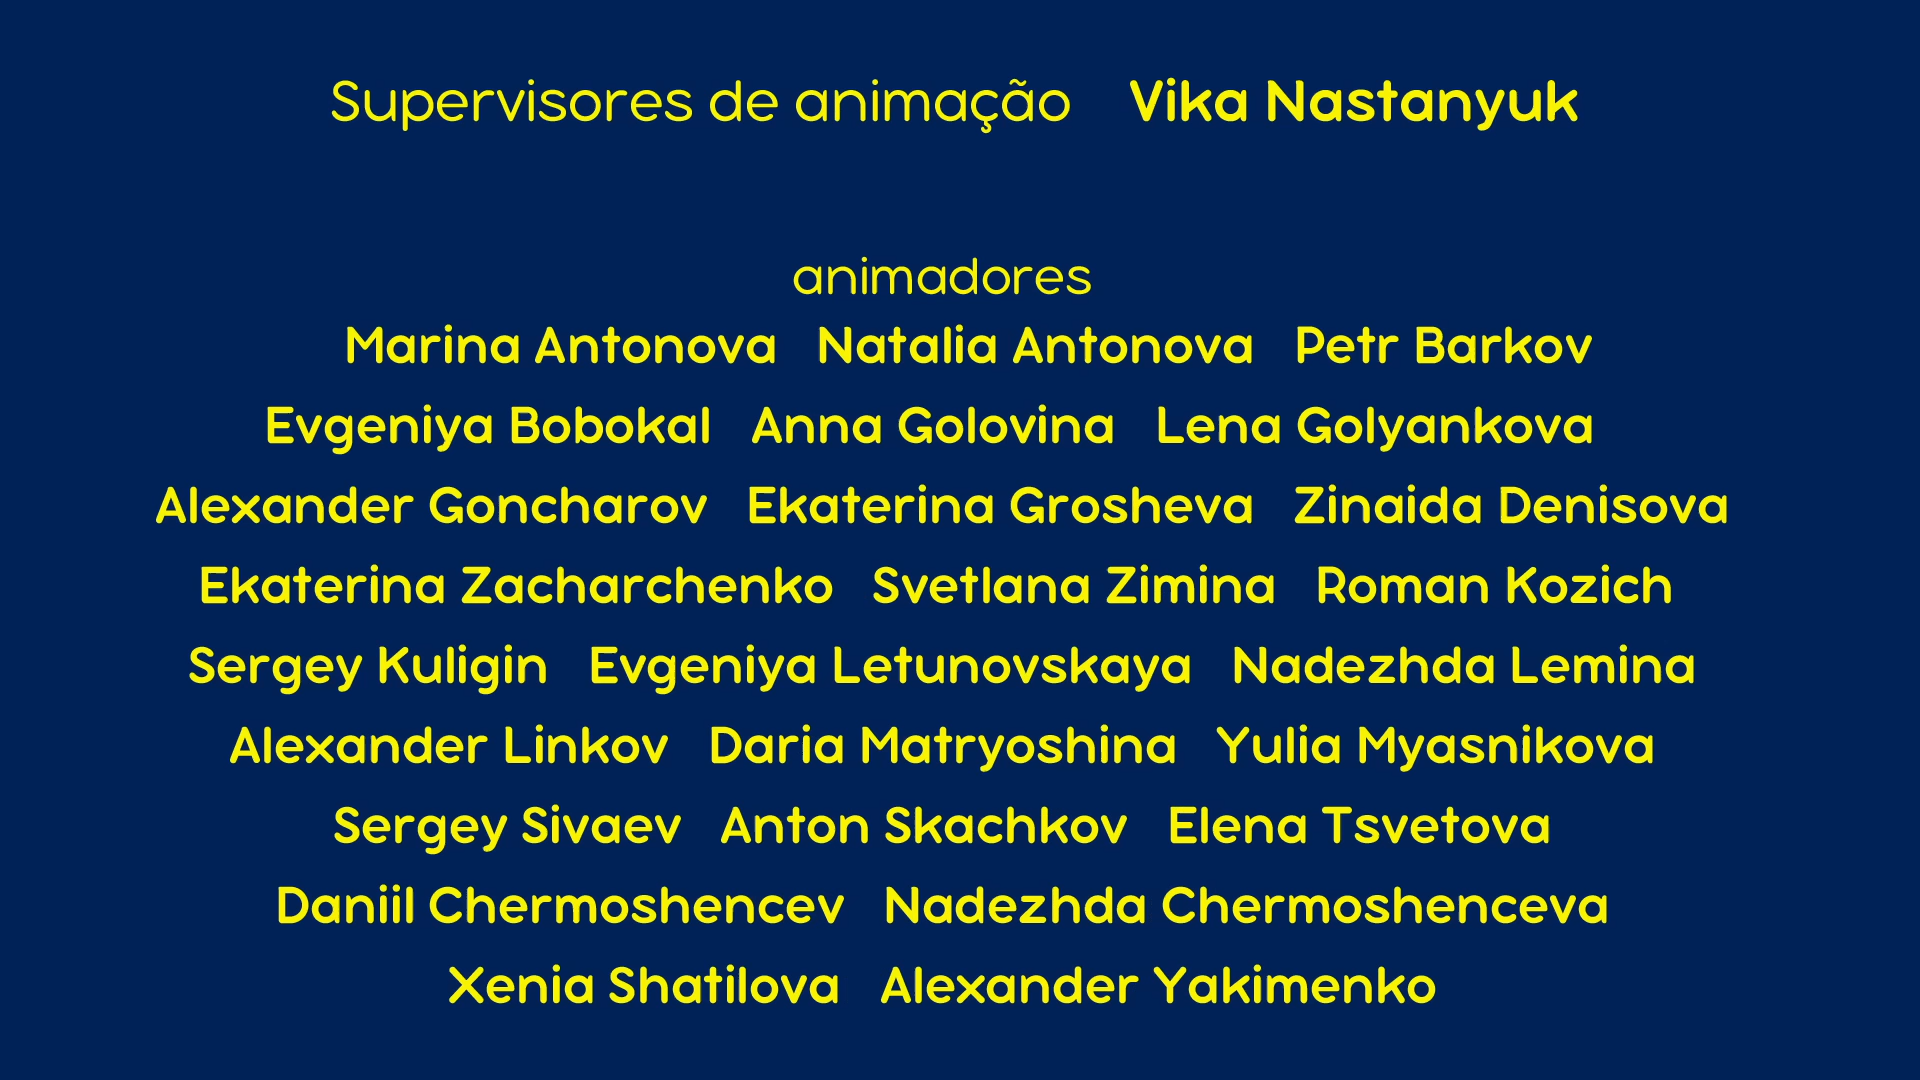 Supervisores de animação Vika Nastanyuk
animadores
Marina Antonova Natalia Antonova Petr Barkov
Evgeniya Bobokal Anna Golovina Lena Golyankova
Alexander Goncharov Ekaterina Grosheva Zinaida Denisova
Ekaterina Zacharchenko Svetlana Zimina Roman Kozich
Sergey Kuligin Evgeniya Letunovskaya Nadezhda Lemina
Alexander Linkov Daria Matryoshina Yulia Myasnikova
Sergey Sivaev Anton Skachkov Elena Tsvetova
Daniil Chermoshencev Nadezhda Chermoshenceva
Xenia Shatilova Alexander Yakimenko